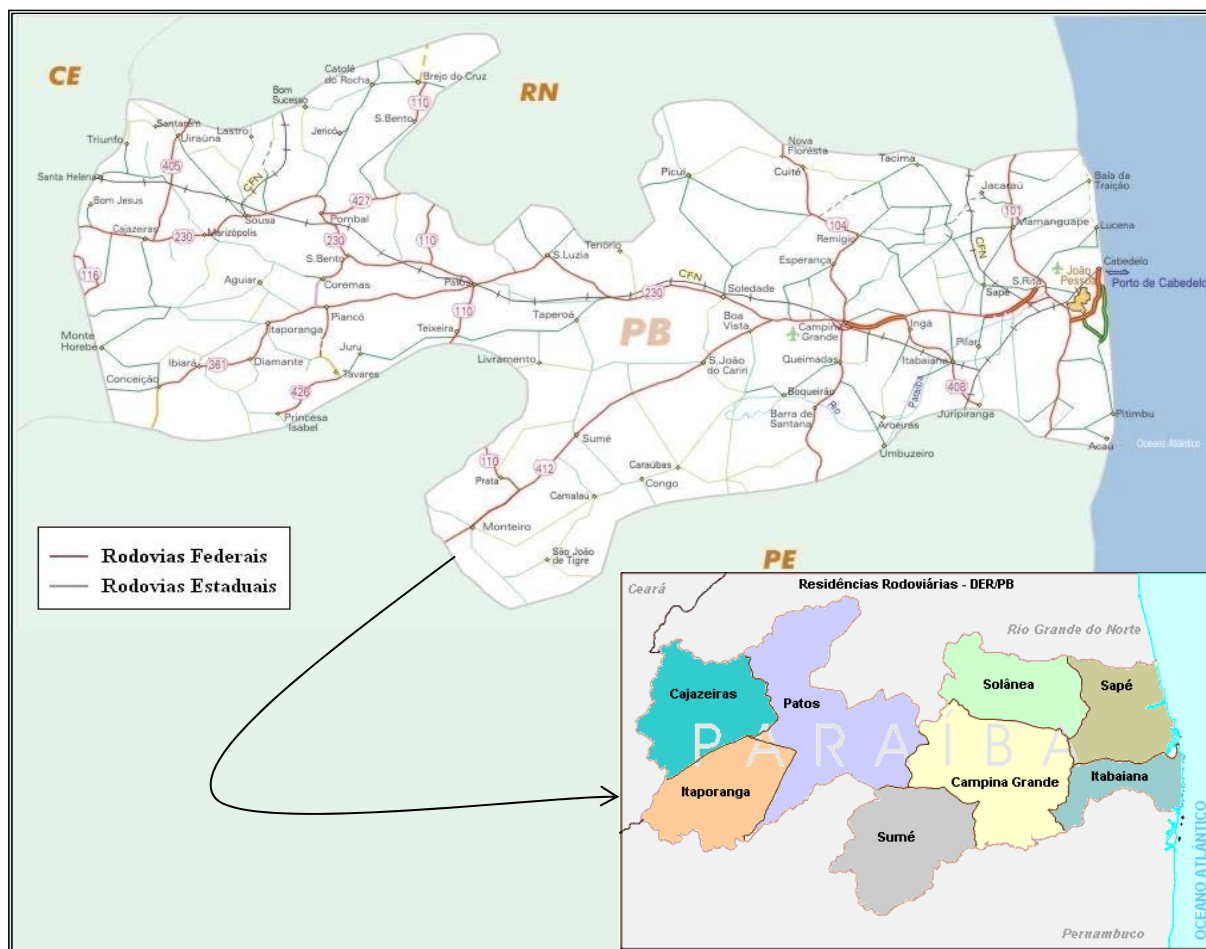 CE
RN
Catolé
do Rocha
Brejo do Cruz
Bom
Sucesso
110
S.Bento
Santarém
Triunfo
Uiraúna
Lastro
Jericó
405
Santa Helena
CFN
Bom Jesus
Sousa
427
Pombal
Cajazeiras
230
Marizópolis
230
110
116
S.Bento
Aguiar
Coremas
Patos
S.Luzia
Tenório
Picuí
Nova
Floresta
Cuité
Tacima
Jacaraú
Baía da
Traição
101
Mamanguape
Lucena
104
Remígio
CFN
Esperança
Cabedelo
João
Pessoa
Porto de Cabedelo
S.Rita
Sapé
CFN
230
Soledade
Itaporanga
Piancó
110
Teixeira
Taperoá
PB
Boa
Vista
Campina
Grande
Ingá
Pilar
Monte
Horebe
Ibiará
361
Diamante
Juru
Livramento
S.João
do Cariri
Queimadas
Itabaiana
Conceição
Tavares
426
Princesa
Isabel
Boqueirão
Rio
Paraíba
408
Juripiranga
Barra de
Santana
Aroeiras
Pitimbu
Acaú
Umbuzeiro
Oceano Atlântico
Sumé
110
Prata
412
Caraúbas
Congo
Camalaú
Monteiro
São João
de Tigre
PE
Rodovias Federais
Rodovias Estaduais
Residências Rodoviárias - DER/PB
Ceará
Rio Grande do Norte
Cajazeiras
Patos
Solânea
Sapé
PARAÍBA
Itaporanga
Campina Grande
Itabaiana
Sumé
Pernambuco
OCEANO ATLÂNTICO